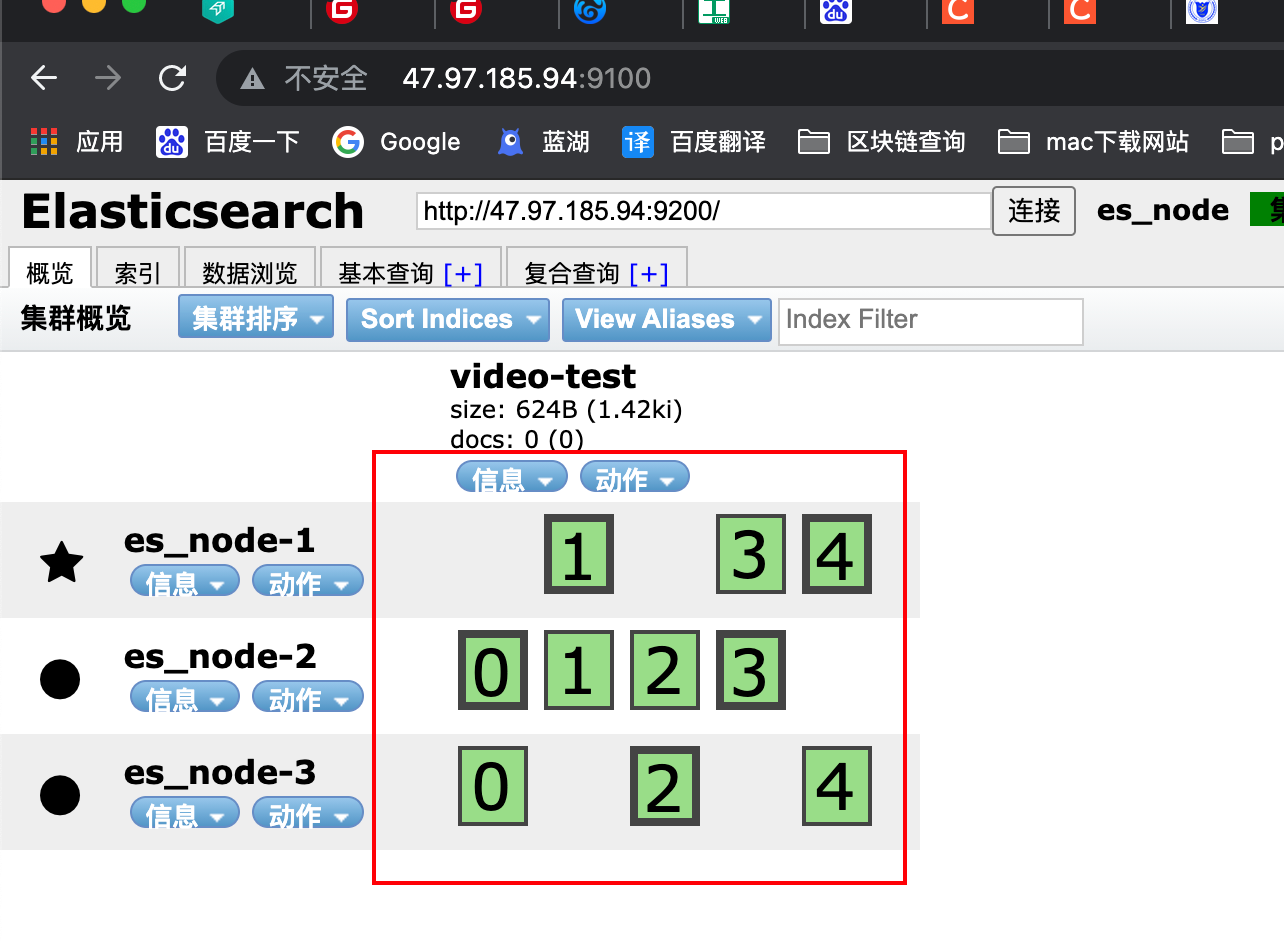 不安全 47.97.185.94:9100
应用 百度一下 Google 蓝湖 译 百度翻译 区块链查询 mac下载网站
Elasticsearch http://47.97.185.94:9200/ 连接 es_node
概览 索引 数据浏览 基本查询 [+] 复合查询 [+]
集群概览 集群排序 Sort Indices View Aliases Index Filter
video-test
size: 624B (1.42ki)
docs: 0 (0)
信息 动作
es_node-1
信息 动作
1 3 4
es_node-2
信息 动作
0 1 2 3
es_node-3
信息 动作
0 2 4